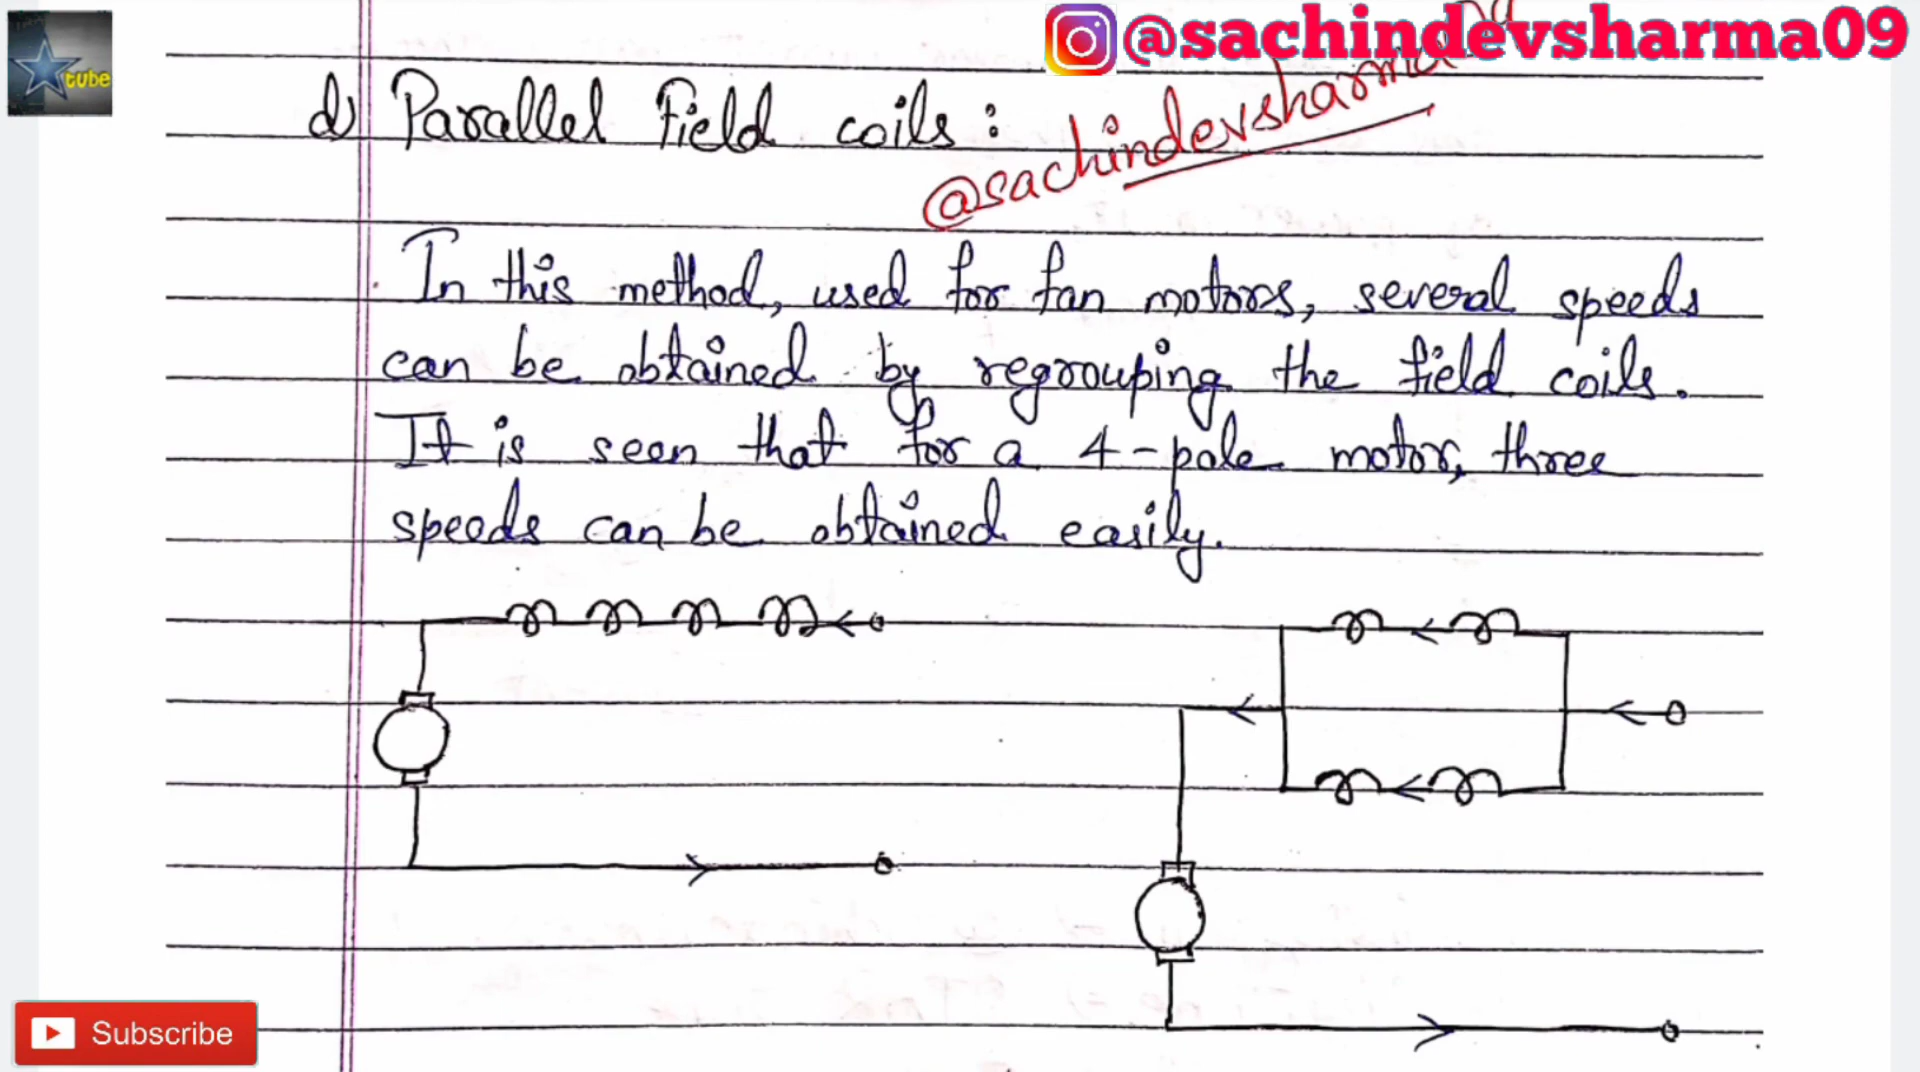 @sachindevsharma09
tube
d) Parallel Field coils :
@sachindevsharma
In this method, used for fan motors, several speeds
can be obtained by regrouping the field coils.
It is seen that for a 4-pole motor, three
speeds can be obtained easily.
Subscribe